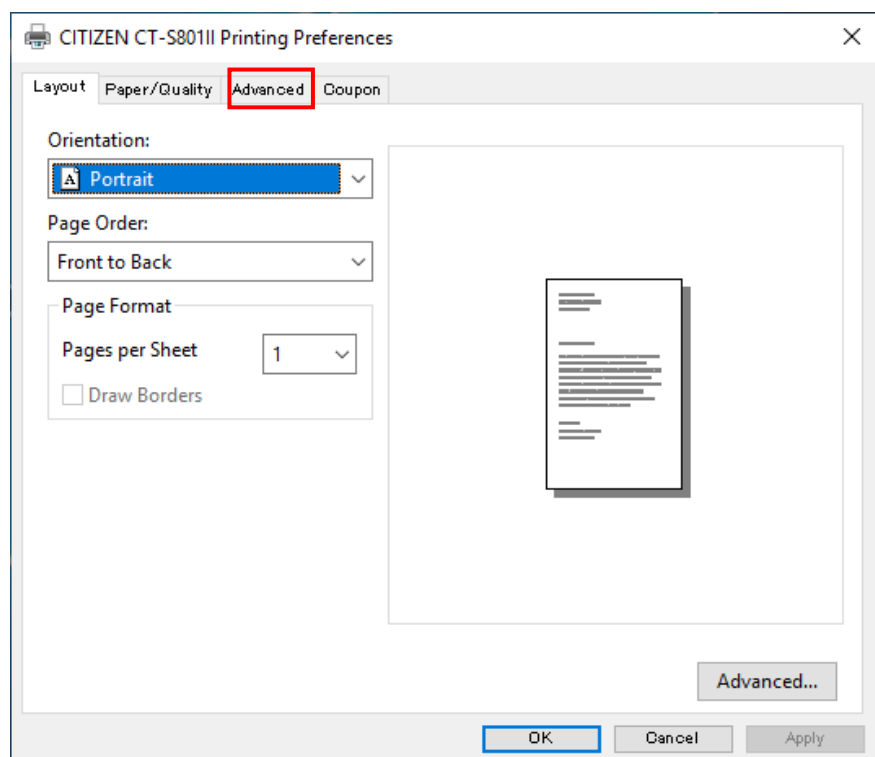 CITIZEN CT-S801II Printing Preferences
Layout Paper/Quality Advanced Coupon
Orientation:
Portrait
Page Order:
Front to Back
Page Format
Pages per Sheet 1
Draw Borders
Advanced...
OK Cancel Apply